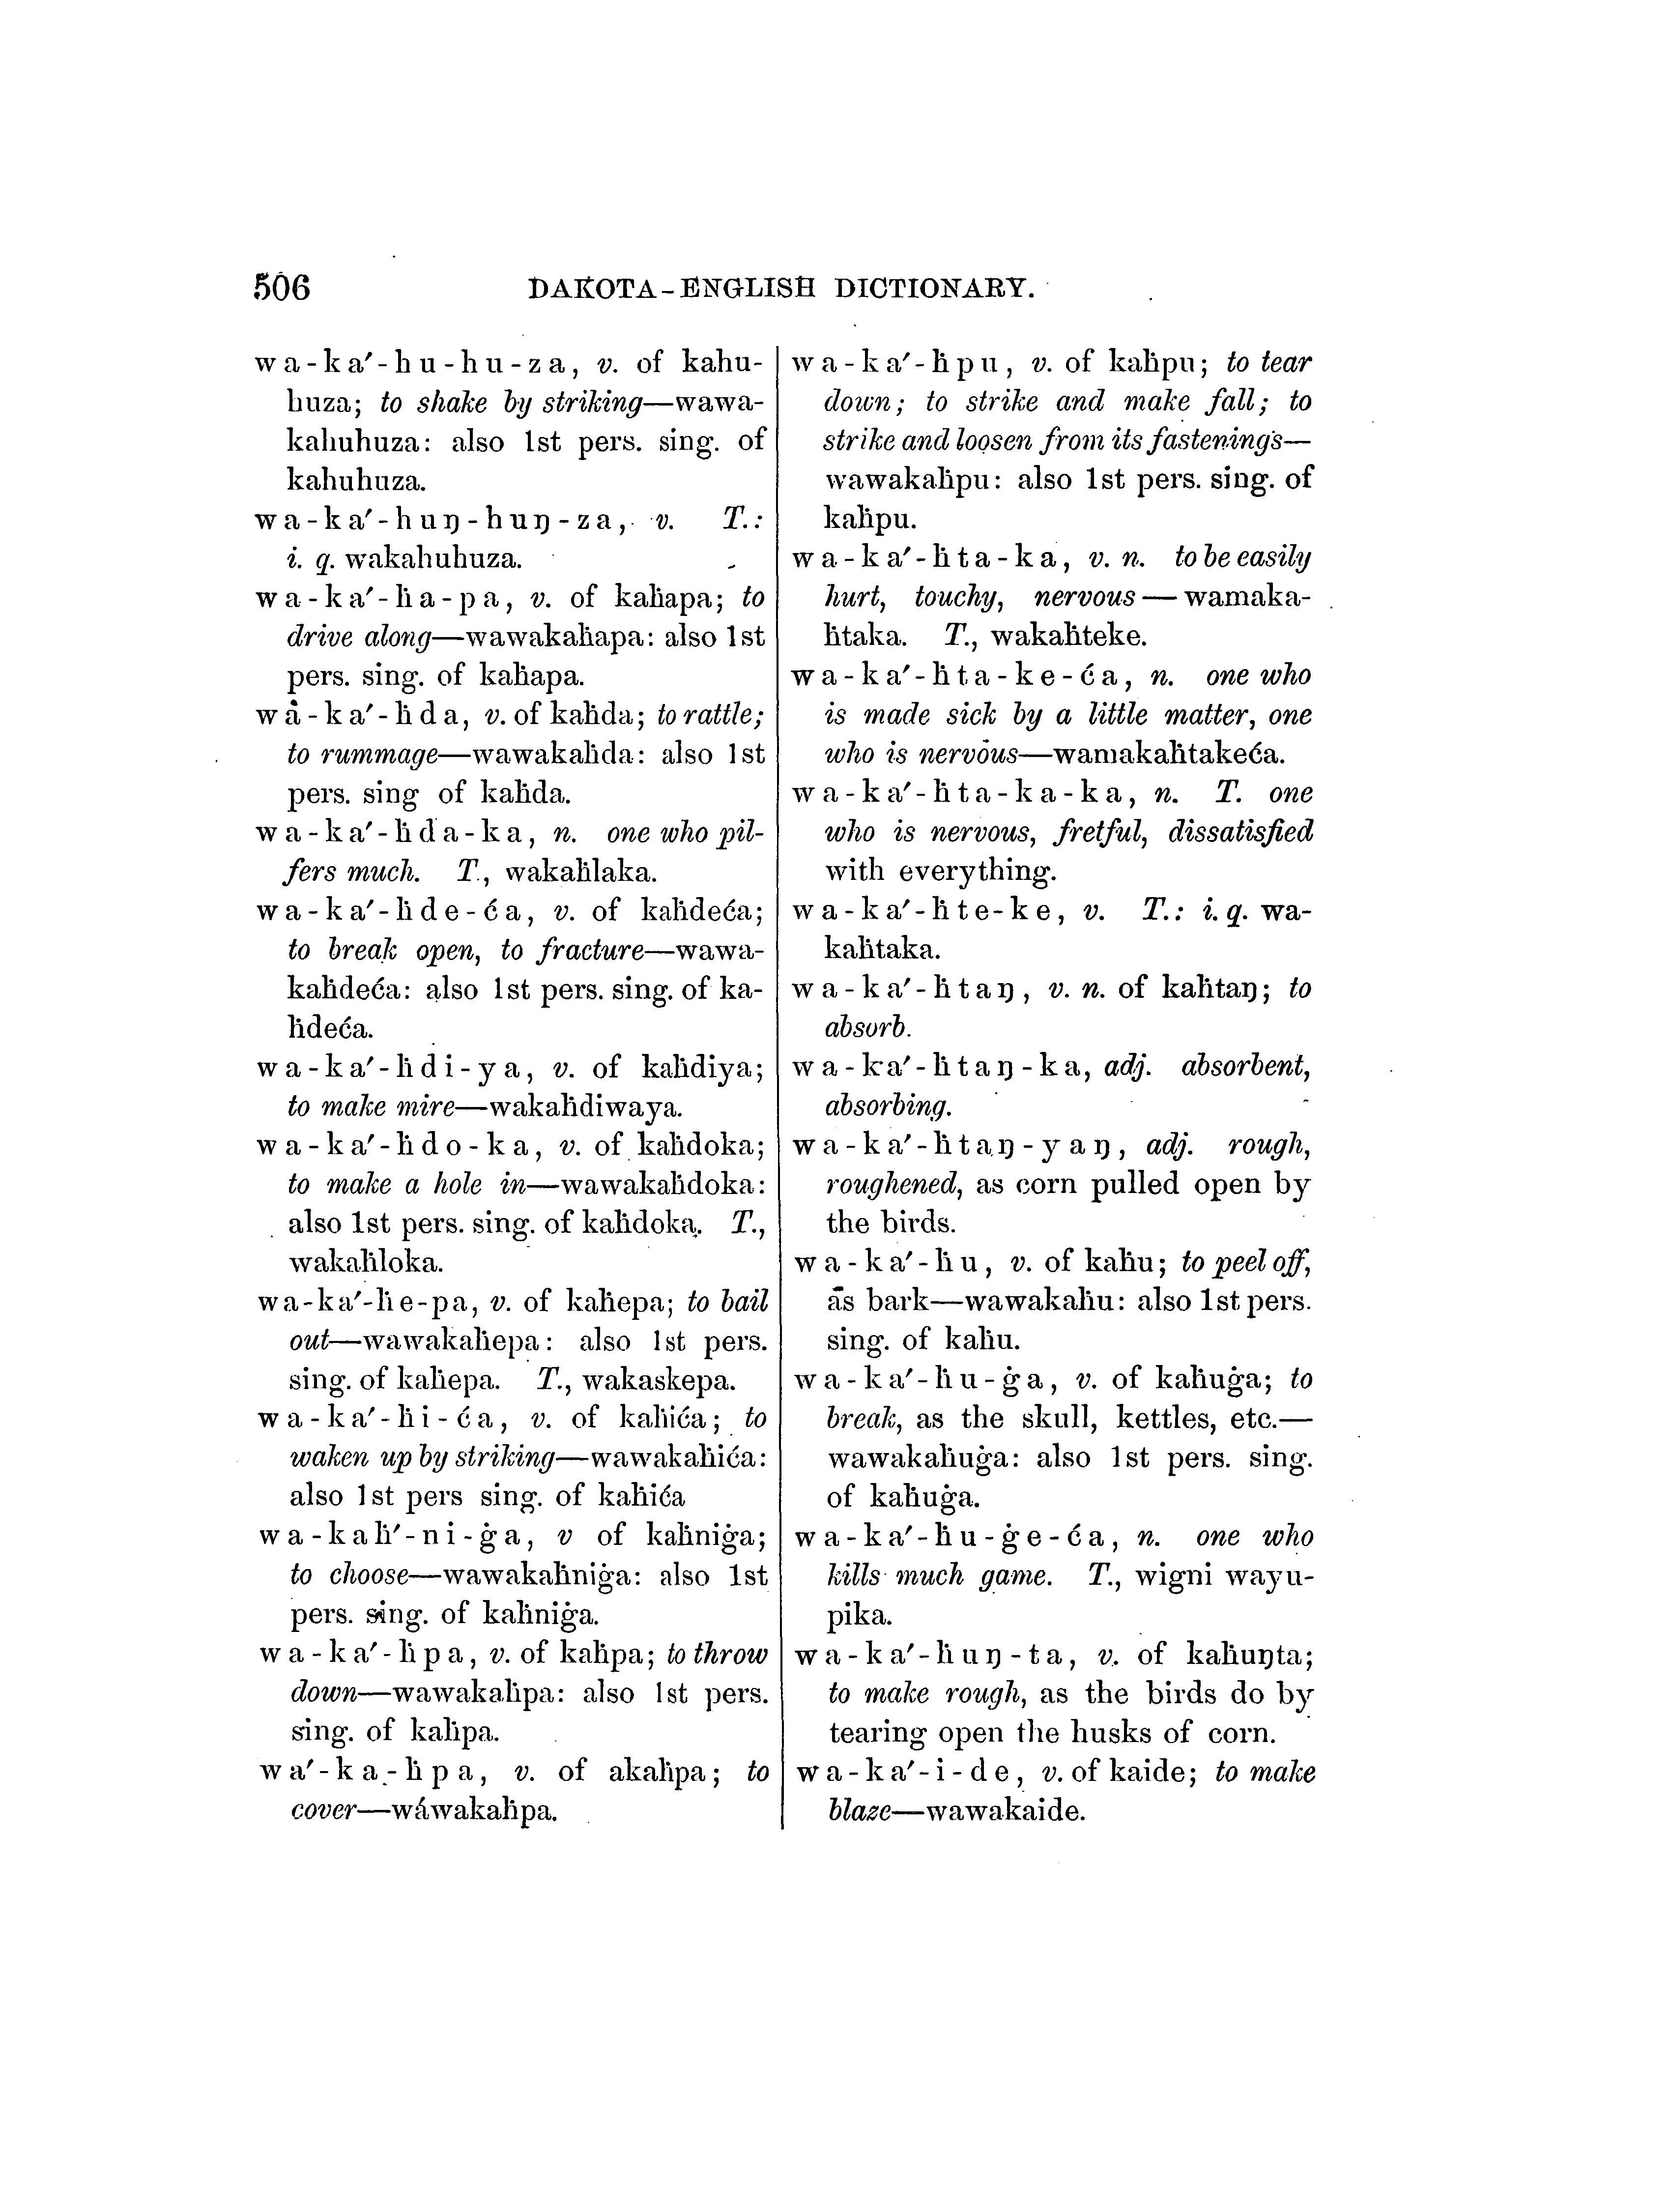 506 DAKOTA-ENGLISH DICTIONARY.
wa-ka′-hu-hu-za, v. of kahu-
huza; to shake by striking—wawa-
kahuhuza: also 1st pers. sing. of
kahuhuza.
wa-ka′-huŋ-huŋ-za, v. T.:
i. q. wakahuhuza.
wa-ka′-ḣa-pa, v. of kaḣapa; to
drive along—wawakaḣapa: also 1st
pers. sing. of kaḣapa.
wa-ka′-ḣda, v. of kaḣda; to rattle;
to rummage—wawakaḣda: also 1st
pers. sing of kaḣda.
wa-ka′-ḣda-ka, n. one who pil-
fers much. T., wakaḣlaka.
wa-ka′-ḣde-ća, v. of kaḣdeća;
to break open, to fracture—wawa-
kaḣdeća: also 1st pers. sing. of ka-
ḣdeća.
wa-ka′-ḣdi-ya, v. of kaḣdiya;
to make mire—wakaḣdiwaya.
wa-ka′-ḣdo-ka, v. of kaḣdoka;
to make a hole in—wawakaḣdoka:
also 1st pers. sing. of kaḣdoka. T.,
wakaḣloka.
wa-ka′-ḣe-pa, v. of kaḣepa; to bail
out—wawakaḣepa: also 1st pers.
sing. of kaḣepa. T., wakaskepa.
wa-ka′-ḣi-ća, v. of kaḣića; to
waken up by striking—wawakaḣića:
also 1st pers sing. of kaḣića
wa-kaḣ′-ni-ġa, v of kaḣniġa;
to choose—wawakaḣniġa: also 1st
pers. sing. of kaḣniġa.
wa-ka′-ḣpa, v. of kaḣpa; to throw
down—wawakaḣpa: also 1st pers.
sing. of kaḣpa.
wa′-ka-ḣpa, v. of akaḣpa; to
cover—wáwakaḣpa.
wa-ka′-ḣpu, v. of kaḣpu; to tear
down; to strike and make fall; to
strike and loosen from its fastenings—
wawakaḣpu: also 1st pers. sing. of
kaḣpu.
wa-ka′-ḣta-ka, v. n. to be easily
hurt, touchy, nervous—wamaka-
ḣtaka. T., wakaḣteke.
wa-ka′-ḣta-ke-ća, n. one who
is made sick by a little matter, one
who is nervous—wamakaḣtakeća.
wa-ka′-ḣta-ka-ka, n. T. one
who is nervous, fretful, dissatisfied
with everything.
wa-ka′-ḣte-ke, v. T.: i. q. wa-
kaḣtaka.
wa-ka′-ḣtaŋ, v. n. of kaḣtaŋ; to
absorb.
wa-ka′-ḣtaŋ-ka, adj. absorbent,
absorbing.
wa-ka′-ḣtaŋ-yaŋ, adj. rough,
roughened, as corn pulled open by
the birds.
wa-ka′-ḣu, v. of kaḣu; to peel off,
as bark—wawakaḣu: also 1st pers.
sing. of kaḣu.
wa-ka′-ḣu-ġa, v. of kaḣuġa; to
break, as the skull, kettles, etc.—
wawakaḣuġa: also 1st pers. sing.
of kaḣuġa.
wa-ka′-ḣu-ġe-ća, n. one who
kills much game. T., wigni wayu-
pika.
wa-ka′-ḣuŋ-ta, v. of kaḣuŋta;
to make rough, as the birds do by
tearing open the husks of corn.
wa-ka′-i-de, v. of kaide; to make
blaze—wawakaide.